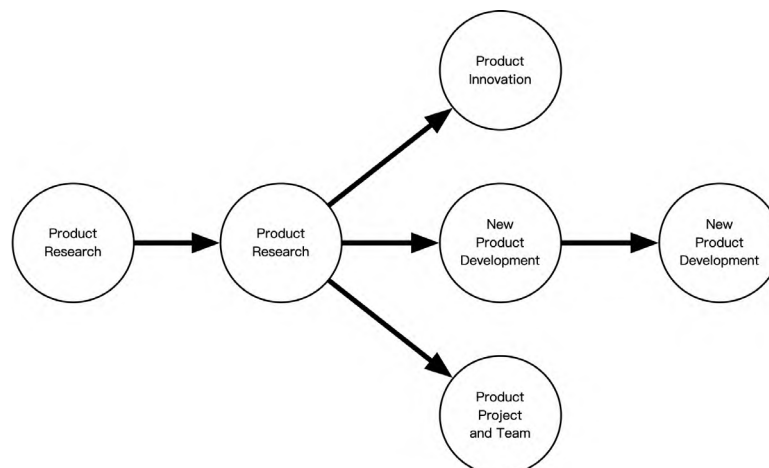 Product
Innovation
Product
Research
Product
Research
New
Product
Development
New
Product
Development
Product
Project
and Team